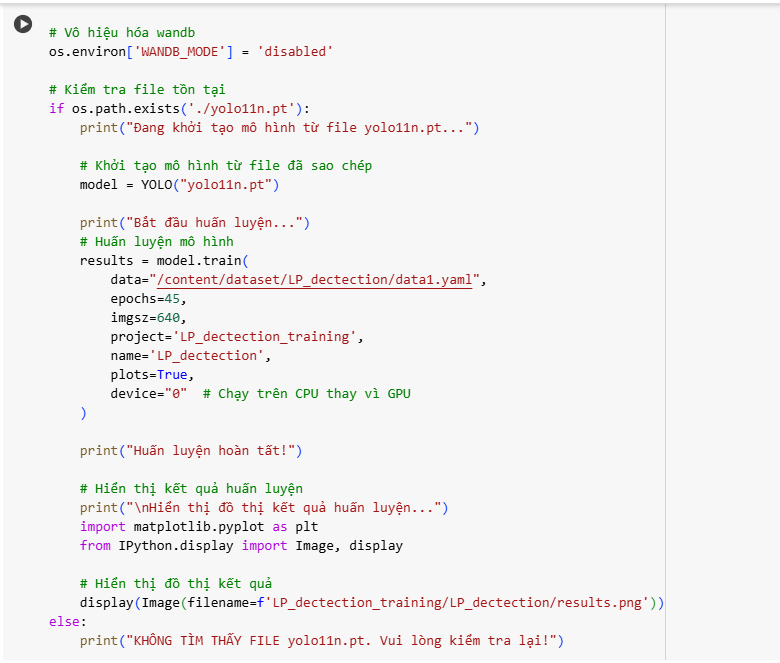 # Vô hiệu hóa wandb
os.environ['WANDB_MODE'] = 'disabled'
# Kiểm tra file tồn tại
if os.path.exists('./yolo11n.pt'):
    print("Đang khởi tạo mô hình từ file yolo11n.pt...")
    # Khởi tạo mô hình từ file đã sao chép
    model = YOLO("yolo11n.pt")
    print("Bắt đầu huấn luyện...")
    # Huấn luyện mô hình
    results = model.train(
        data="/content/dataset/LP_dectection/data1.yaml",
        epochs=45,
        imgsz=640,
        project='LP_dectection_training',
        name='LP_dectection',
        plots=True,
        device="0"  # Chạy trên CPU thay vì GPU
    )
    print("Huấn luyện hoàn tất!")
    # Hiển thị kết quả huấn luyện
    print("\nHiển thị đồ thị kết quả huấn luyện...")
    import matplotlib.pyplot as plt
    from IPython.display import Image, display
    # Hiển thị đồ thị kết quả
    display(Image(filename=f'LP_dectection_training/LP_dectection/results.png'))
else:
    print("KHÔNG TÌM THẤY FILE yolo11n.pt. Vui lòng kiểm tra lại!")